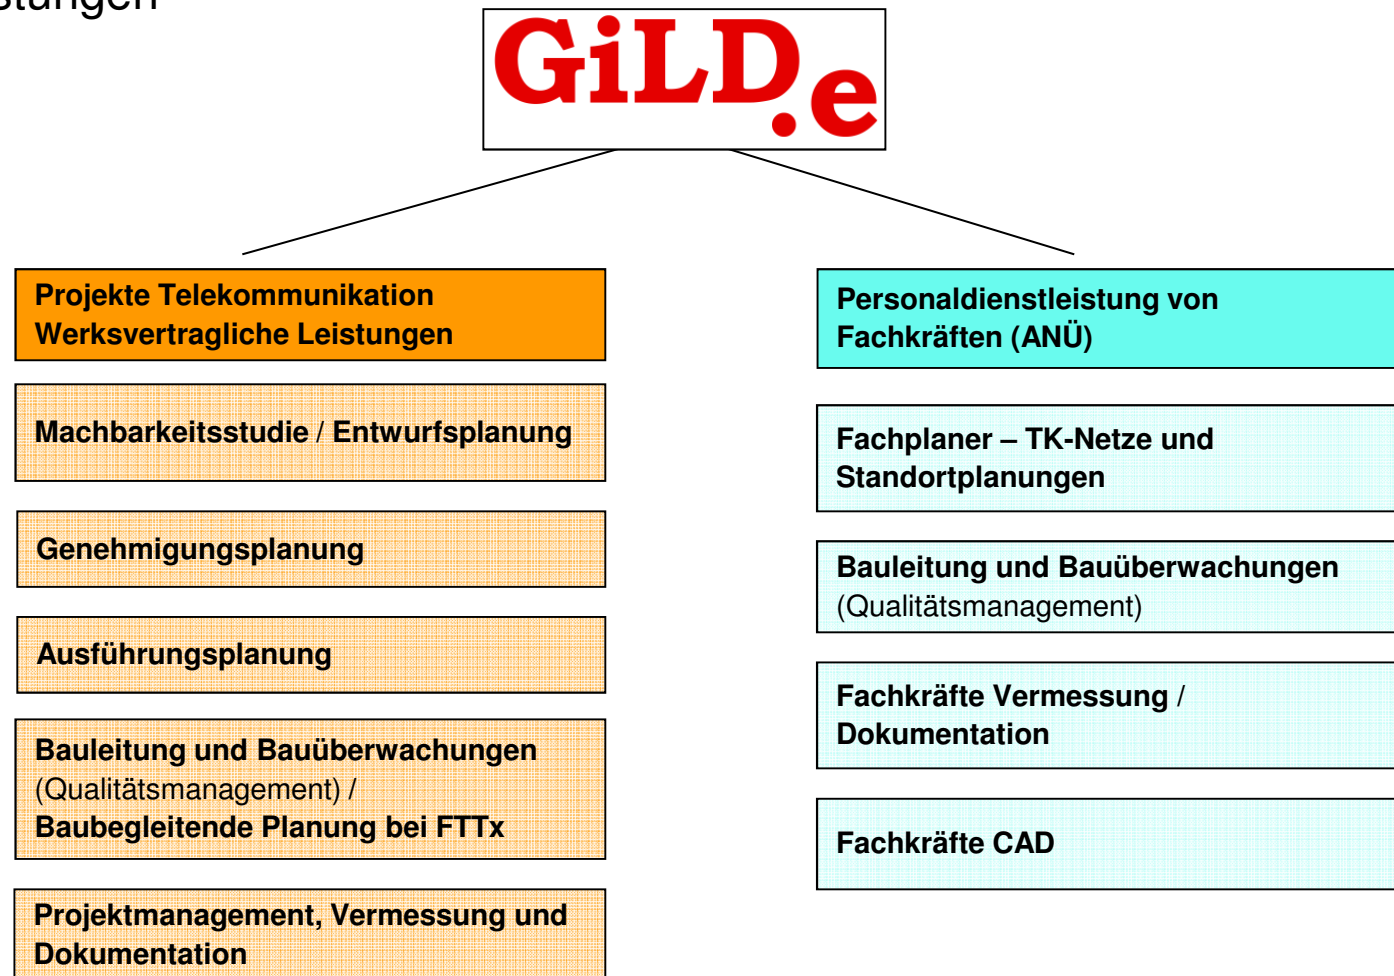 GiLD.e
Projekte Telekommunikation
Werksvertragliche Leistungen
Machbarkeitsstudie / Entwurfsplanung
Genehmigungsplanung
Ausführungsplanung
Bauleitung und Bauüberwachungen
(Qualitätsmanagement) /
Baubegleitende Planung bei FTTx
Projektmanagement, Vermessung und
Dokumentation
Personaldienstleistung von
Fachkräften (ANÜ)
Fachplaner – TK-Netze und
Standortplanungen
Bauleitung und Bauüberwachungen
(Qualitätsmanagement)
Fachkräfte Vermessung /
Dokumentation
Fachkräfte CAD